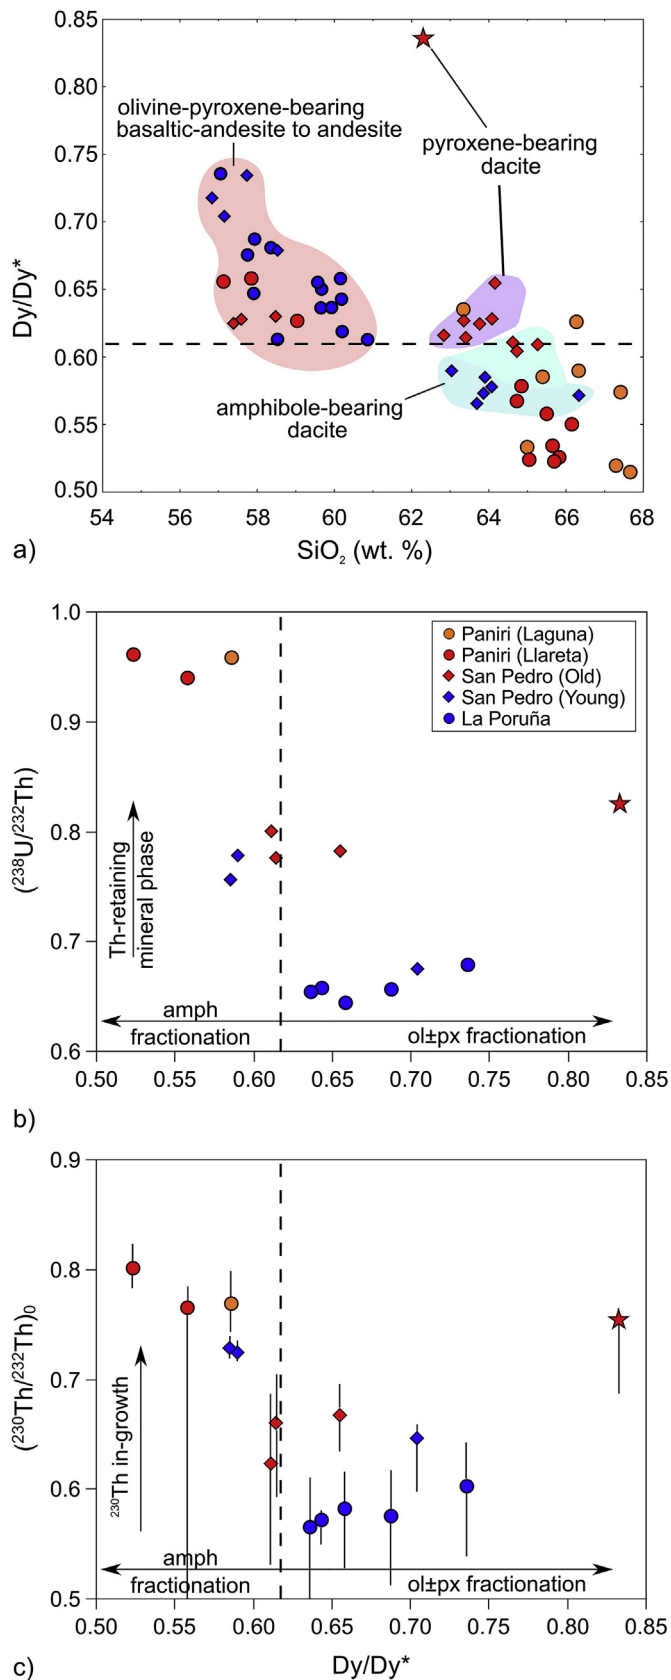 0.85
0.80
0.75
0.70
0.65
0.60
0.55
0.50
Dy/Dy*
olivine-pyroxene-bearing
basaltic-andesite to andesite
pyroxene-bearing
dacite
amphibole-bearing
dacite
54 56 58 60 62 64 66 68
a)
SiO₂ (wt. %)
1.0
0.9
0.8
0.7
0.6
(²³⁸U/²³²Th)
Paniri (Laguna)
Paniri (Llareta)
San Pedro (Old)
San Pedro (Young)
La Poruña
Th-retaining
mineral phase
amph
fractionation
ol±px fractionation
0.50 0.55 0.60 0.65 0.70 0.75 0.80 0.85
b)
0.9
0.8
0.7
0.6
0.5
(²³⁰Th/²³²Th)₀
²³⁰Th in-growth
amph
fractionation
ol±px fractionation
0.50 0.55 0.60 0.65 0.70 0.75 0.80 0.85
c)
Dy/Dy*